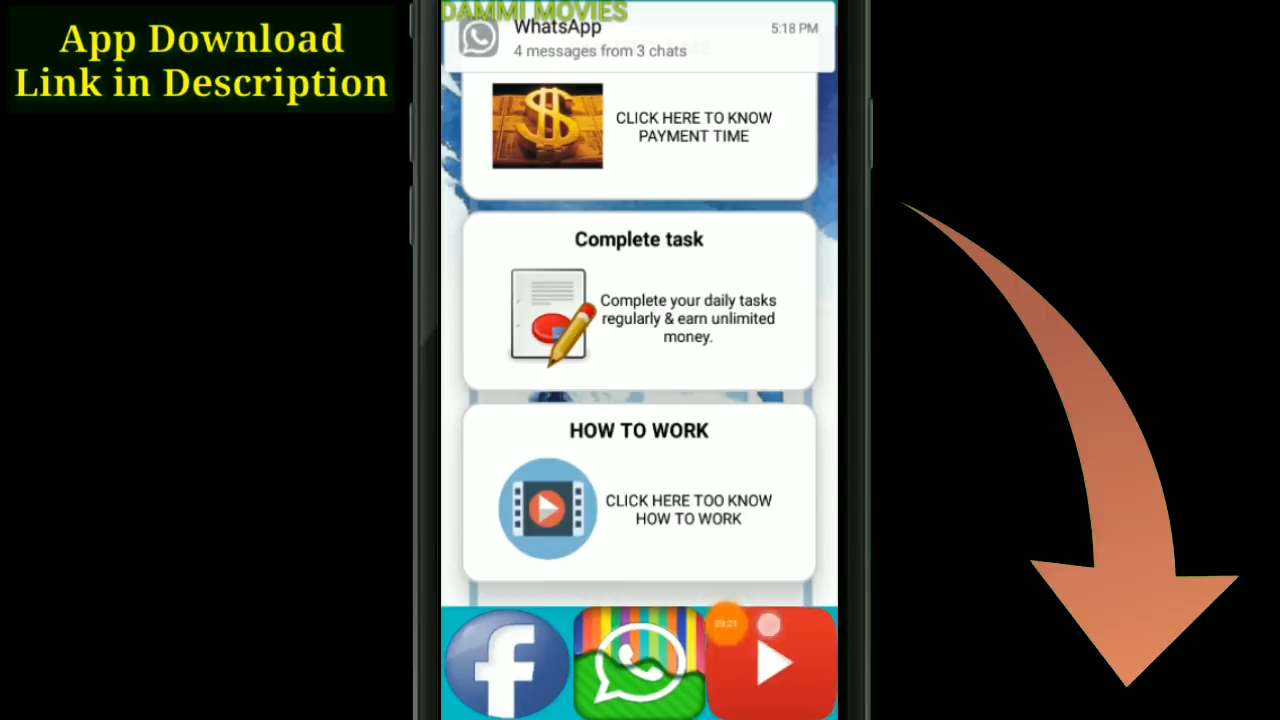 App Download
Link in Description
DAMMI MOVIES
WhatsApp
5:18 PM
4 messages from 3 chats
CLICK HERE TO KNOW
PAYMENT TIME
Complete task
Complete your daily tasks
regularly & earn unlimited
money.
HOW TO WORK
CLICK HERE TOO KNOW
HOW TO WORK